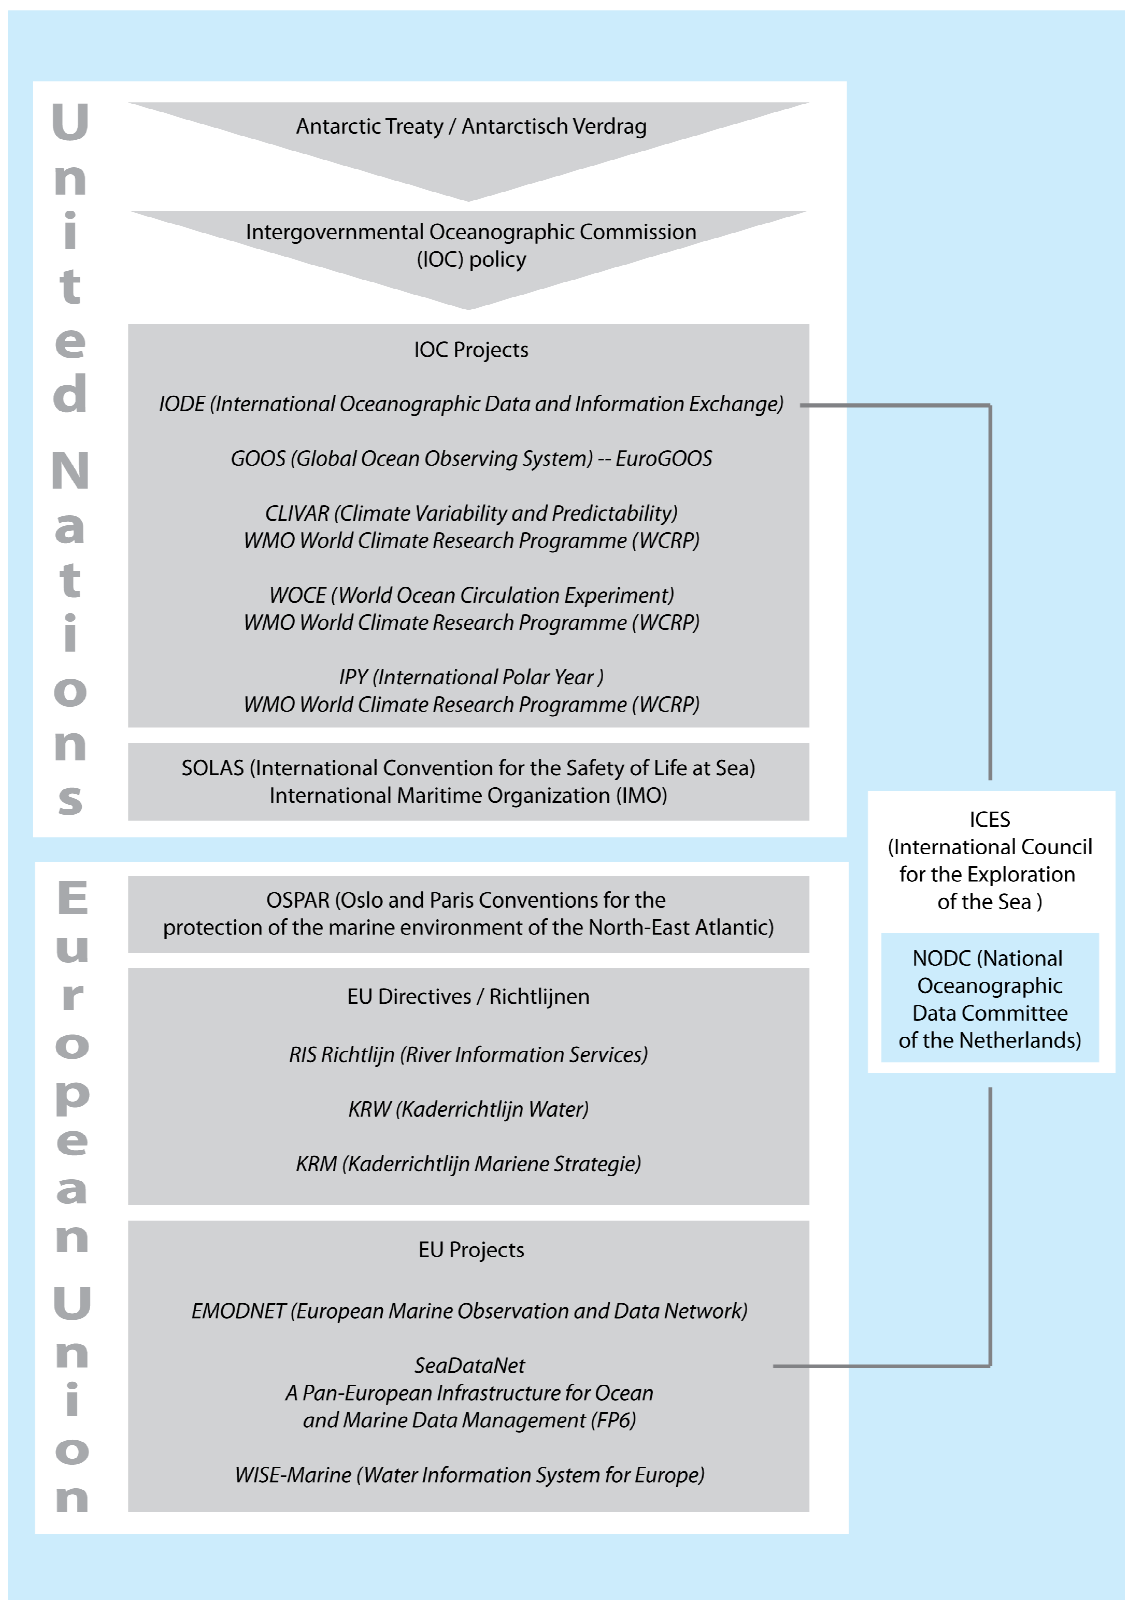 United Nations
Antarctic Treaty / Antarctisch Verdrag
Intergovernmental Oceanographic Commission
(IOC) policy
IOC Projects
IODE (International Oceanographic Data and Information Exchange)
GOOS (Global Ocean Observing System) -- EuroGOOS
CLIVAR (Climate Variability and Predictability)
WMO World Climate Research Programme (WCRP)
WOCE (World Ocean Circulation Experiment)
WMO World Climate Research Programme (WCRP)
IPY (International Polar Year )
WMO World Climate Research Programme (WCRP)
SOLAS (International Convention for the Safety of Life at Sea)
International Maritime Organization (IMO)
European Union
OSPAR (Oslo and Paris Conventions for the
protection of the marine environment of the North-East Atlantic)
EU Directives / Richtlijnen
RIS Richtlijn (River Information Services)
KRW (Kaderrichtlijn Water)
KRM (Kaderrichtlijn Mariene Strategie)
EU Projects
EMODNET (European Marine Observation and Data Network)
SeaDataNet
A Pan-European Infrastructure for Ocean
and Marine Data Management (FP6)
WISE-Marine (Water Information System for Europe)
ICES
(International Council
for the Exploration
of the Sea )
NODC (National
Oceanographic
Data Committee
of the Netherlands)